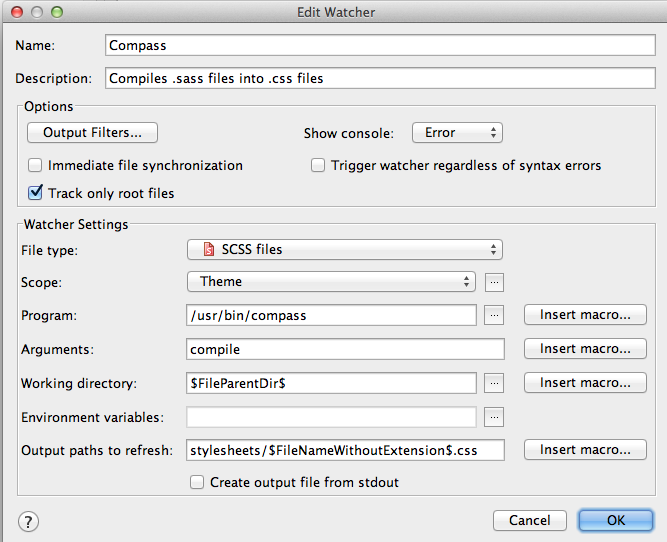 Edit Watcher
Name: Compass
Description: Compiles .sass files into .css files
Options
Output Filters... Show console: Error
Immediate file synchronization Trigger watcher regardless of syntax errors
Track only root files
Watcher Settings
File type: SCSS files
Scope: Theme ...
Program: /usr/bin/compass ... Insert macro...
Arguments: compile Insert macro...
Working directory: $FileParentDir$ Insert macro...
Environment variables: ...
Output paths to refresh: stylesheets/$FileNameWithoutExtension$.css Insert macro...
Create output file from stdout
? Cancel OK